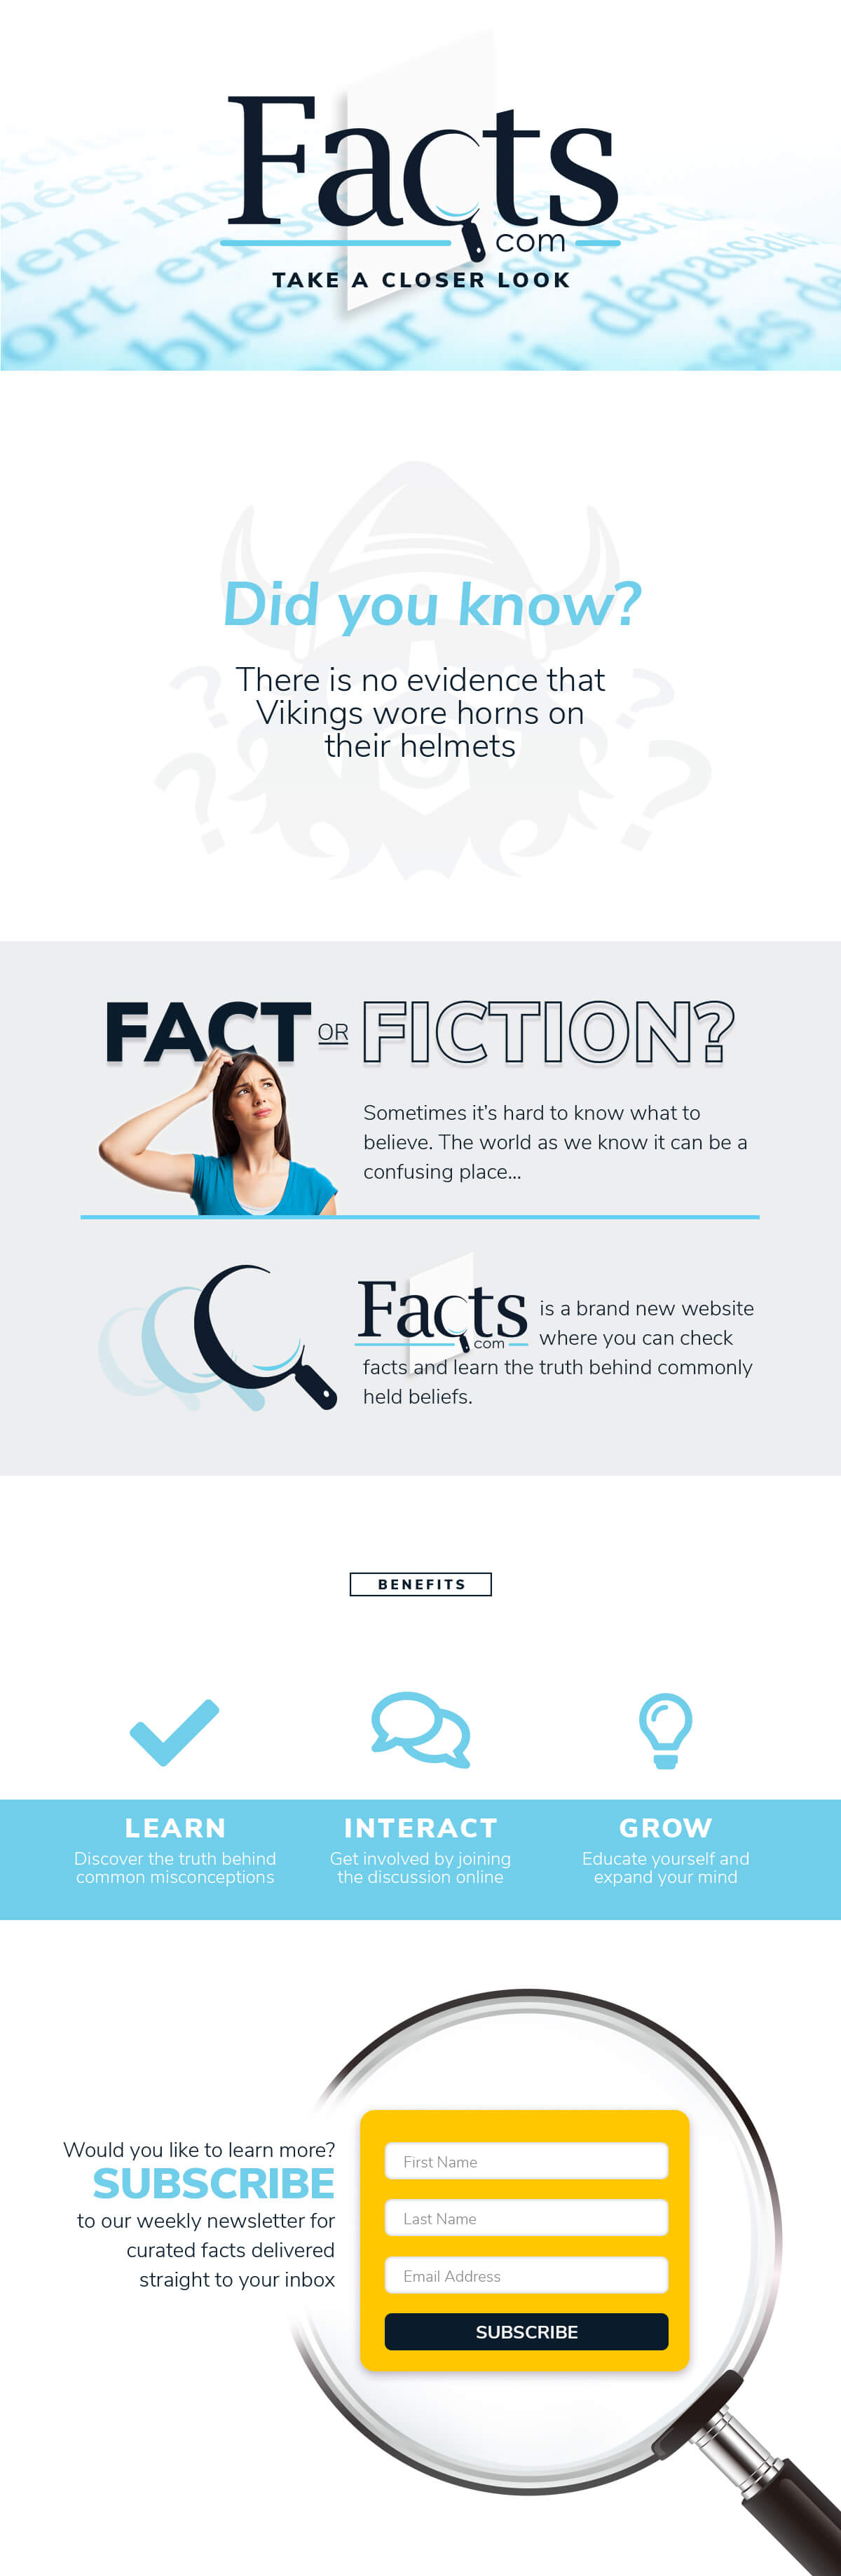 Facts
.com
TAKE A CLOSER LOOK
Did you know?
There is no evidence that
Vikings wore horns on
their helmets
FACT OR FICTION?
Sometimes it's hard to know what to
believe. The world as we know it can be a
confusing place...
Facts
.com
is a brand new website
where you can check
facts and learn the truth behind commonly
held beliefs.
BENEFITS
LEARN
Discover the truth behind
common misconceptions
INTERACT
Get involved by joining
the discussion online
GROW
Educate yourself and
expand your mind
Would you like to learn more?
SUBSCRIBE
to our weekly newsletter for
curated facts delivered
straight to your inbox
First Name
Last Name
Email Address
SUBSCRIBE